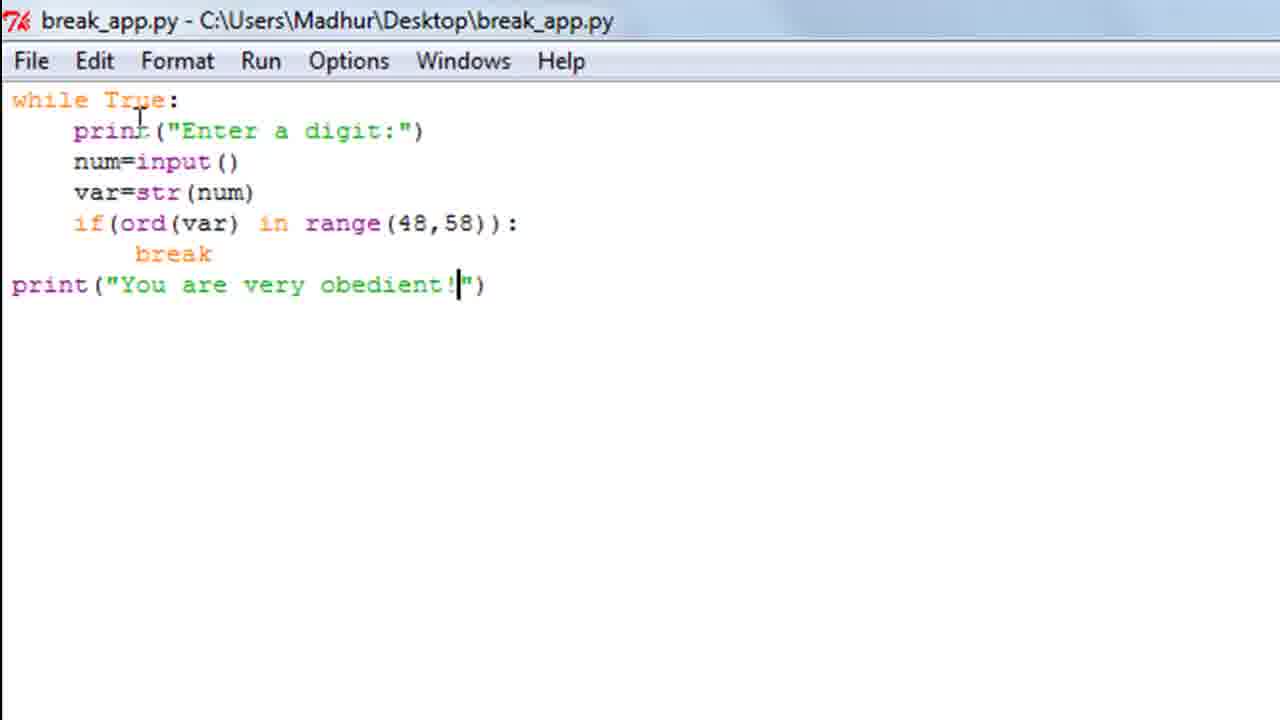 break_app.py - C:\Users\Madhur\Desktop\break_app.py
File Edit Format Run Options Windows Help
while True:
    print("Enter a digit:")
    num=input()
    var=str(num)
    if(ord(var) in range(48,58)):
        break
print("You are very obedient!")